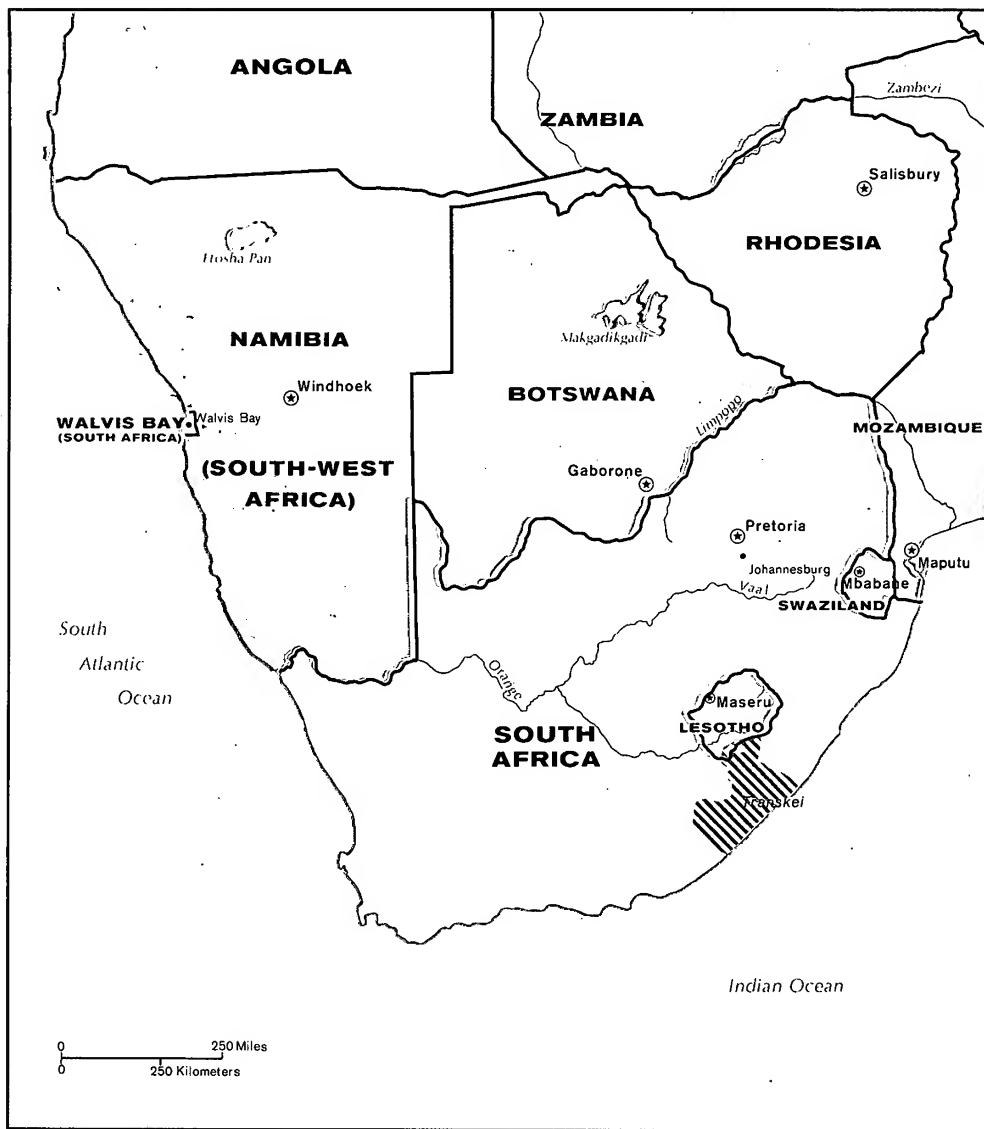 ANGOLA
ZAMBIA
Zambezi
Salisbury
RHODESIA
Etosha Pan
NAMIBIA
Makgadikgadi
Windhoek
BOTSWANA
WALVIS BAY
(SOUTH AFRICA)
Walvis Bay
Limpopo
MOZAMBIQUE
(SOUTH-WEST
AFRICA)
Gaborone
Pretoria
Johannesburg
Maputu
Mbabane
Vaal
SWAZILAND
South
Atlantic
Ocean
Orange
Maseru
LESOTHO
SOUTH
AFRICA
Transkei
Indian Ocean
0 250 Miles
0 250 Kilometers